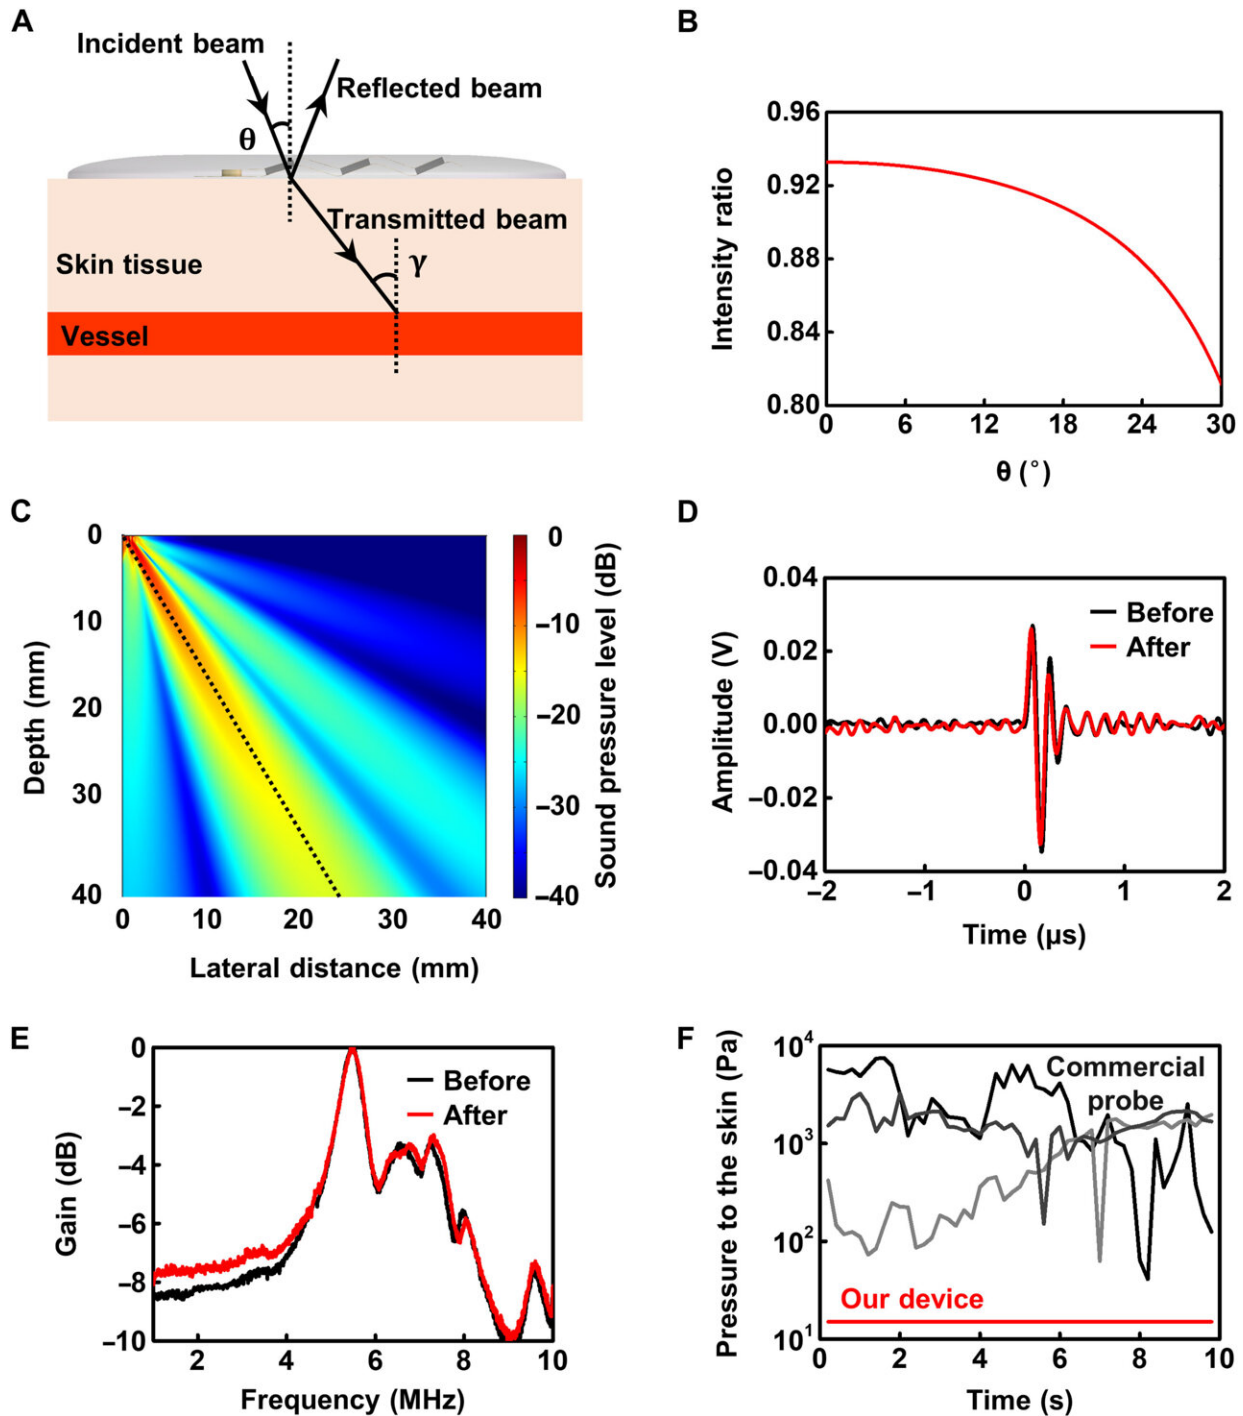 A
Incident beam
Reflected beam
θ
Transmitted beam
Skin tissue
γ
Vessel
B
Intensity ratio
0.96
0.92
0.88
0.84
0.80
0 6 12 18 24 30
θ (°)
C
Depth (mm)
0
10
20
30
40
0 10 20 30 40
Lateral distance (mm)
0
–10
–20
–30
–40
Sound pressure level (dB)
D
Amplitude (V)
0.04
0.02
0.00
–0.02
–0.04
–2 –1 0 1 2
Time (μs)
Before
After
E
Gain (dB)
0
–2
–4
–6
–8
–10
2 4 6 8 10
Frequency (MHz)
Before
After
F
Pressure to the skin (Pa)
10⁴
10³
10²
10¹
Commercial
probe
Our device
0 2 4 6 8 10
Time (s)